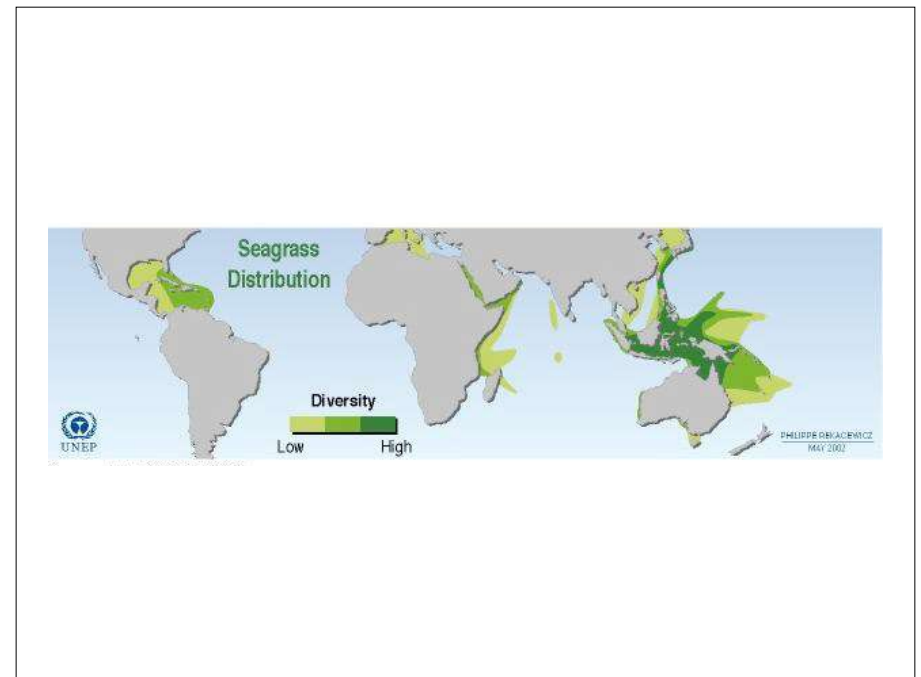 Seagrass
Distribution
Diversity
Low High
UNEP
PHILIPPE REKACEWICZ
MAY 2002